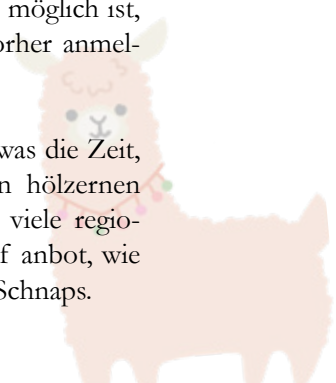 möglich ist,
orher anmel-
was die Zeit,
n hölzernen
viele regio-
f anbot, wie
Schnaps.